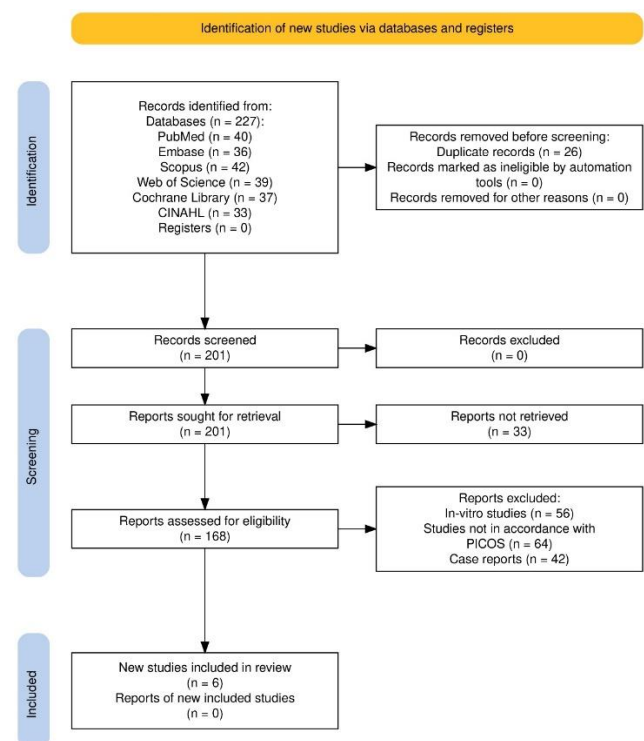 Identification of new studies via databases and registers
Identification
Records identified from:
Databases (n = 227):
PubMed (n = 40)
Embase (n = 36)
Scopus (n = 42)
Web of Science (n = 39)
Cochrane Library (n = 37)
CINAHL (n = 33)
Registers (n = 0)
Records removed before screening:
Duplicate records (n = 26)
Records marked as ineligible by automation
tools (n = 0)
Records removed for other reasons (n = 0)
Screening
Records screened
(n = 201)
Records excluded
(n = 0)
Reports sought for retrieval
(n = 201)
Reports not retrieved
(n = 33)
Reports assessed for eligibility
(n = 168)
Reports excluded:
In-vitro studies (n = 56)
Studies not in accordance with
PICOS (n = 64)
Case reports (n = 42)
Included
New studies included in review
(n = 6)
Reports of new included studies
(n = 0)